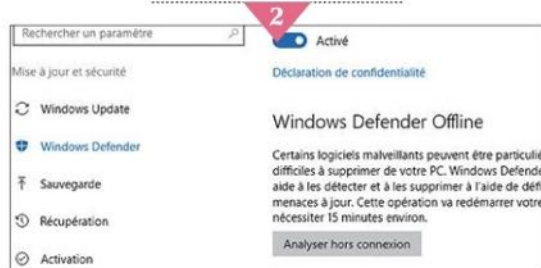 2
Rechercher un paramètre
Mise à jour et sécurité
Windows Update
Windows Defender
Sauvegarde
Récupération
Activation
Activé
Déclaration de confidentialité
Windows Defender Offline
Certains logiciels malveillants peuvent être particulié
difficiles à supprimer de votre PC. Windows Defende
aide à les détecter et à les supprimer à l'aide de défi
menaces à jour. Cette opération va redémarrer votre
nécessiter 15 minutes environ.
Analyser hors connexion